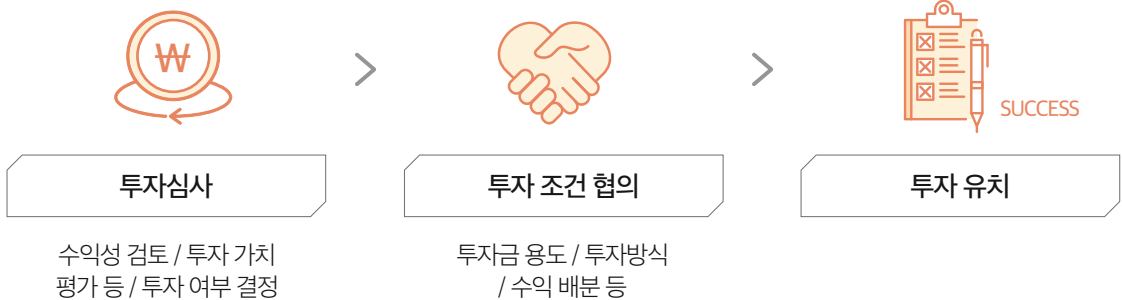 ₩
SUCCESS
투자심사
투자 조건 협의
투자 유치
수익성 검토 / 투자 가치
평가 등 / 투자 여부 결정
투자금 용도 / 투자방식
/ 수익 배분 등